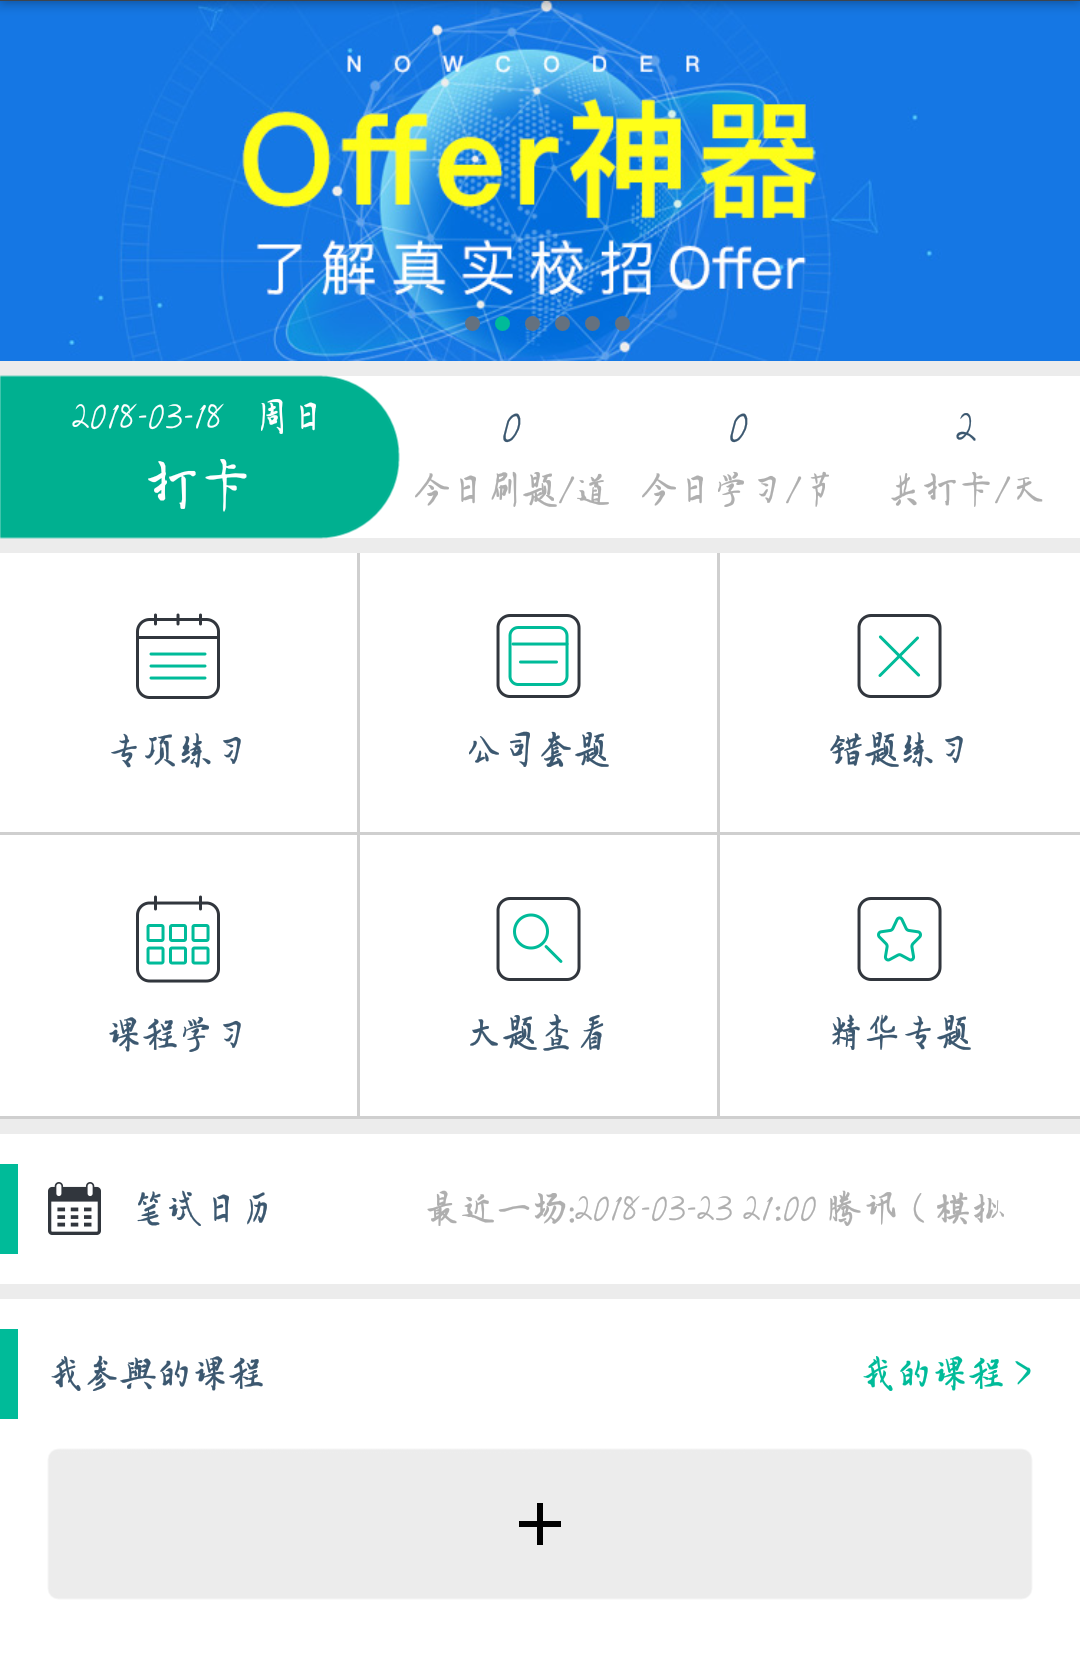 NOWCODER
Offer神器
了解真实校招Offer
2018-03-18 周日
打卡
0
今日刷题/道
0
今日学习/节
2
共打卡/天
专项练习
公司套题
错题练习
课程学习
大题查看
精华专题
笔试日历
最近一场:2018-03-23 21:00 腾讯（模拟
我参与的课程
我的课程 >